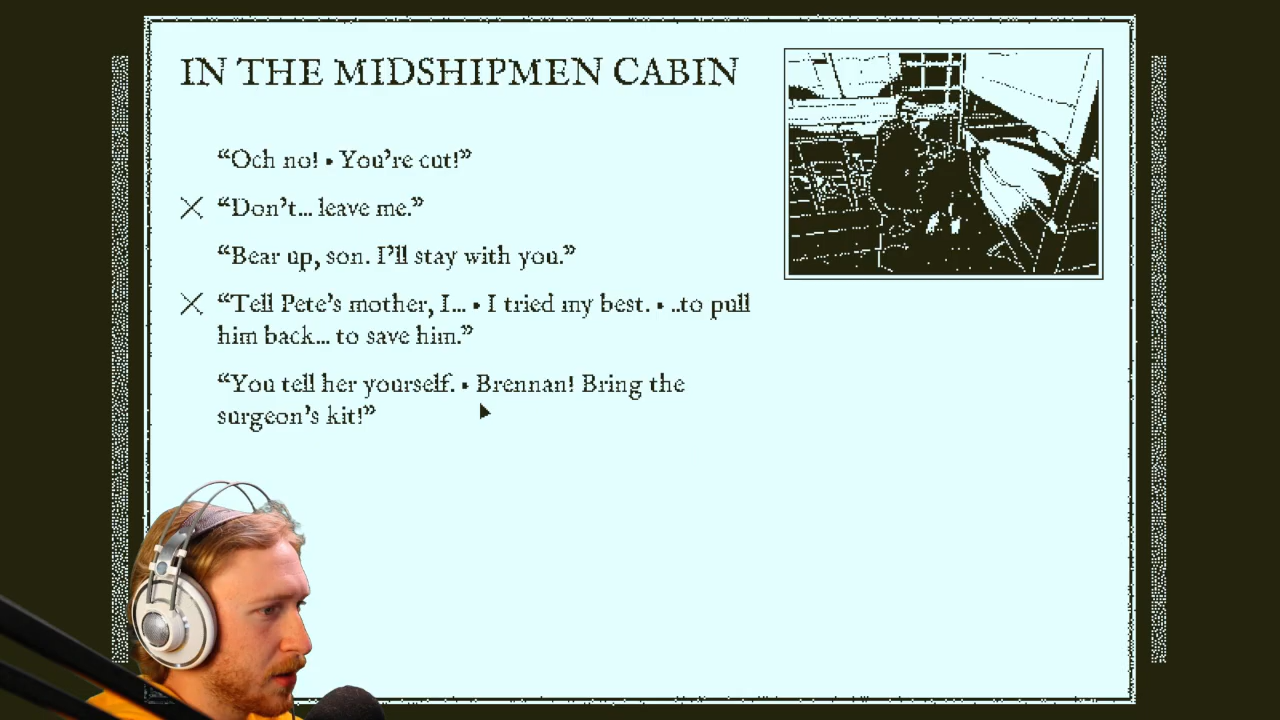 IN THE MIDSHIPMEN CABIN
“Och no! • You’re cut!”
“Don’t... leave me.”
“Bear up, son. I’ll stay with you.”
“Tell Pete’s mother, I... • I tried my best. • ..to pull
him back... to save him.”
“You tell her yourself. • Brennan! Bring the
surgeon’s kit!”